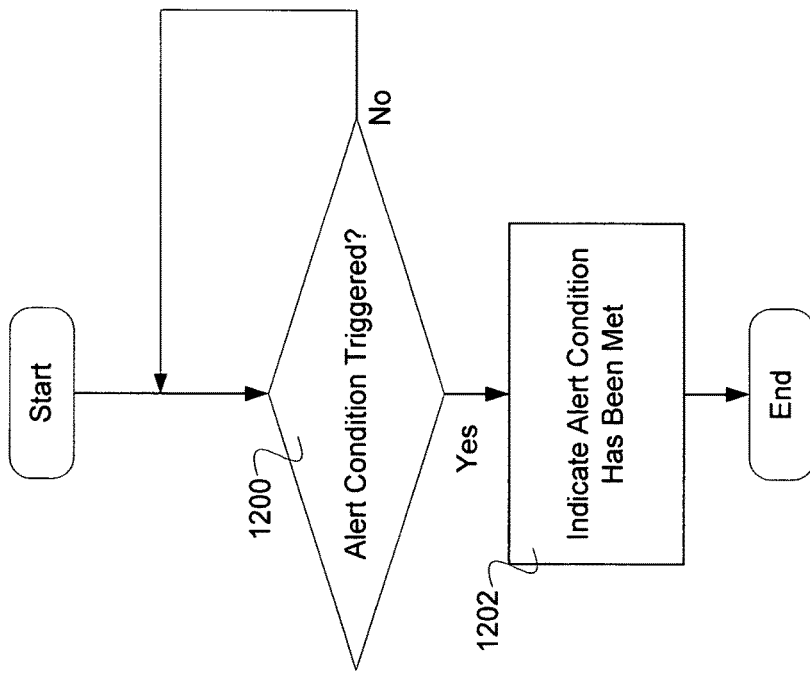 Start
1200
Alert Condition Triggered?
No
Yes
1202
Indicate Alert Condition
Has Been Met
End